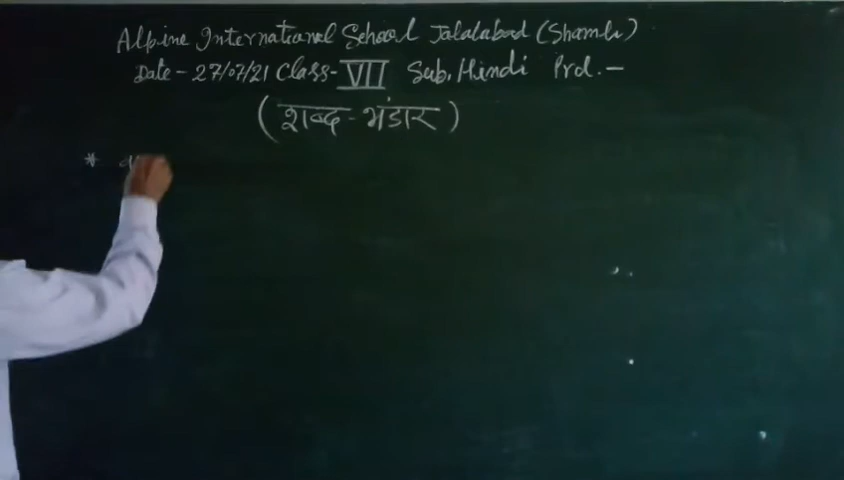 Alpine International School Jalalabad (Shamli)
Date - 27/07/21 Class - VII Sub. Hindi Prd. -
(शब्द - भंडार)
*